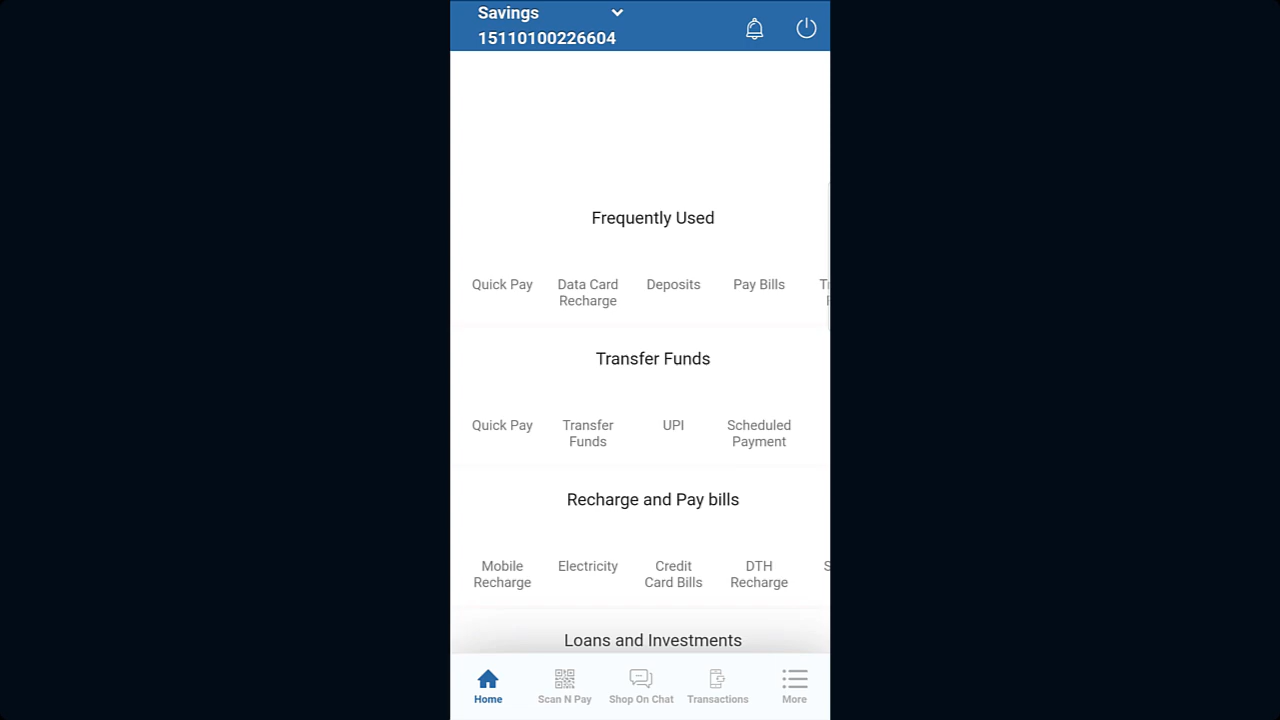 Savings
15110100226604
Frequently Used
Quick Pay
Data Card
Recharge
Deposits
Pay Bills
Transfer Funds
Quick Pay
Transfer
Funds
UPI
Scheduled
Payment
Recharge and Pay bills
Mobile
Recharge
Electricity
Credit
Card Bills
DTH
Recharge
Loans and Investments
Home
Scan N Pay
Shop On Chat
Transactions
More